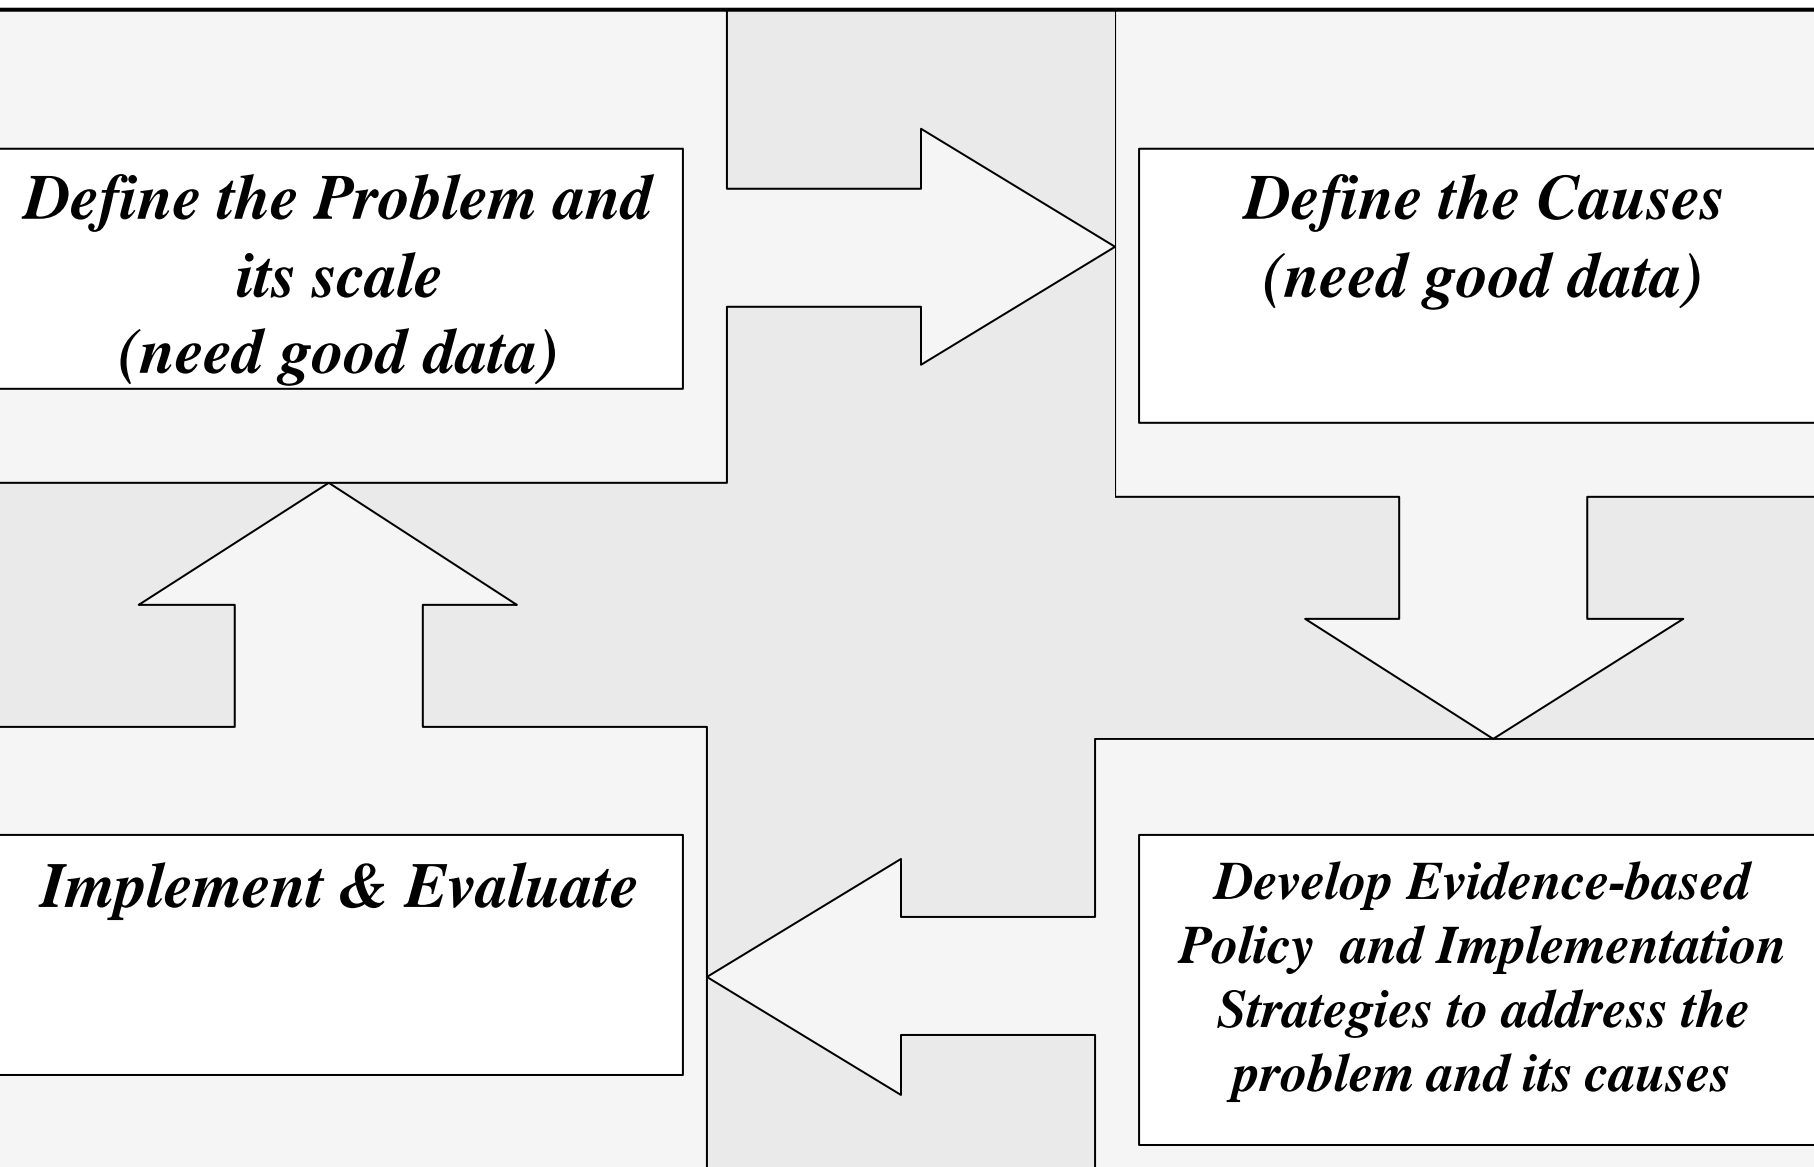 Define the Problem and
its scale
(need good data)
Define the Causes
(need good data)
Implement & Evaluate
Develop Evidence-based
Policy  and Implementation
Strategies to address the
problem and its causes